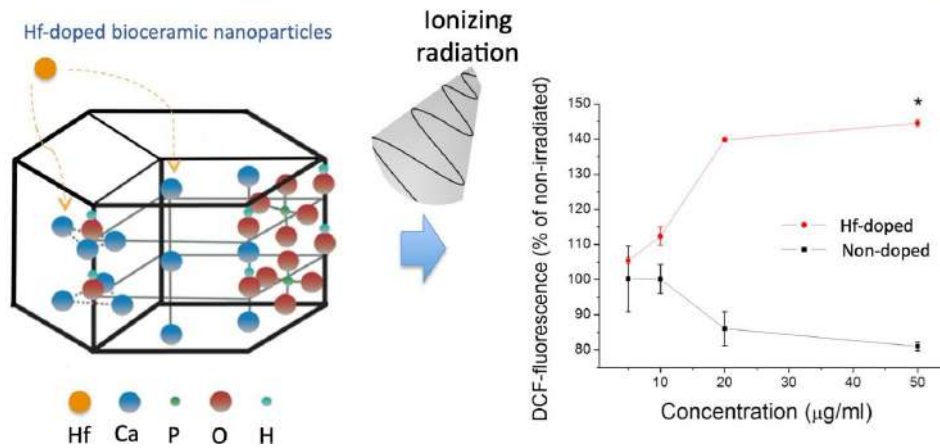 Hf-doped bioceramic nanoparticles
Hf
Ca
P
O
H
Ionizing
radiation
DCF-fluorescence (% of non-irradiated)
150
140
130
120
110
100
90
80
*
Hf-doped
Non-doped
10
20
30
40
50
Concentration (μg/ml)